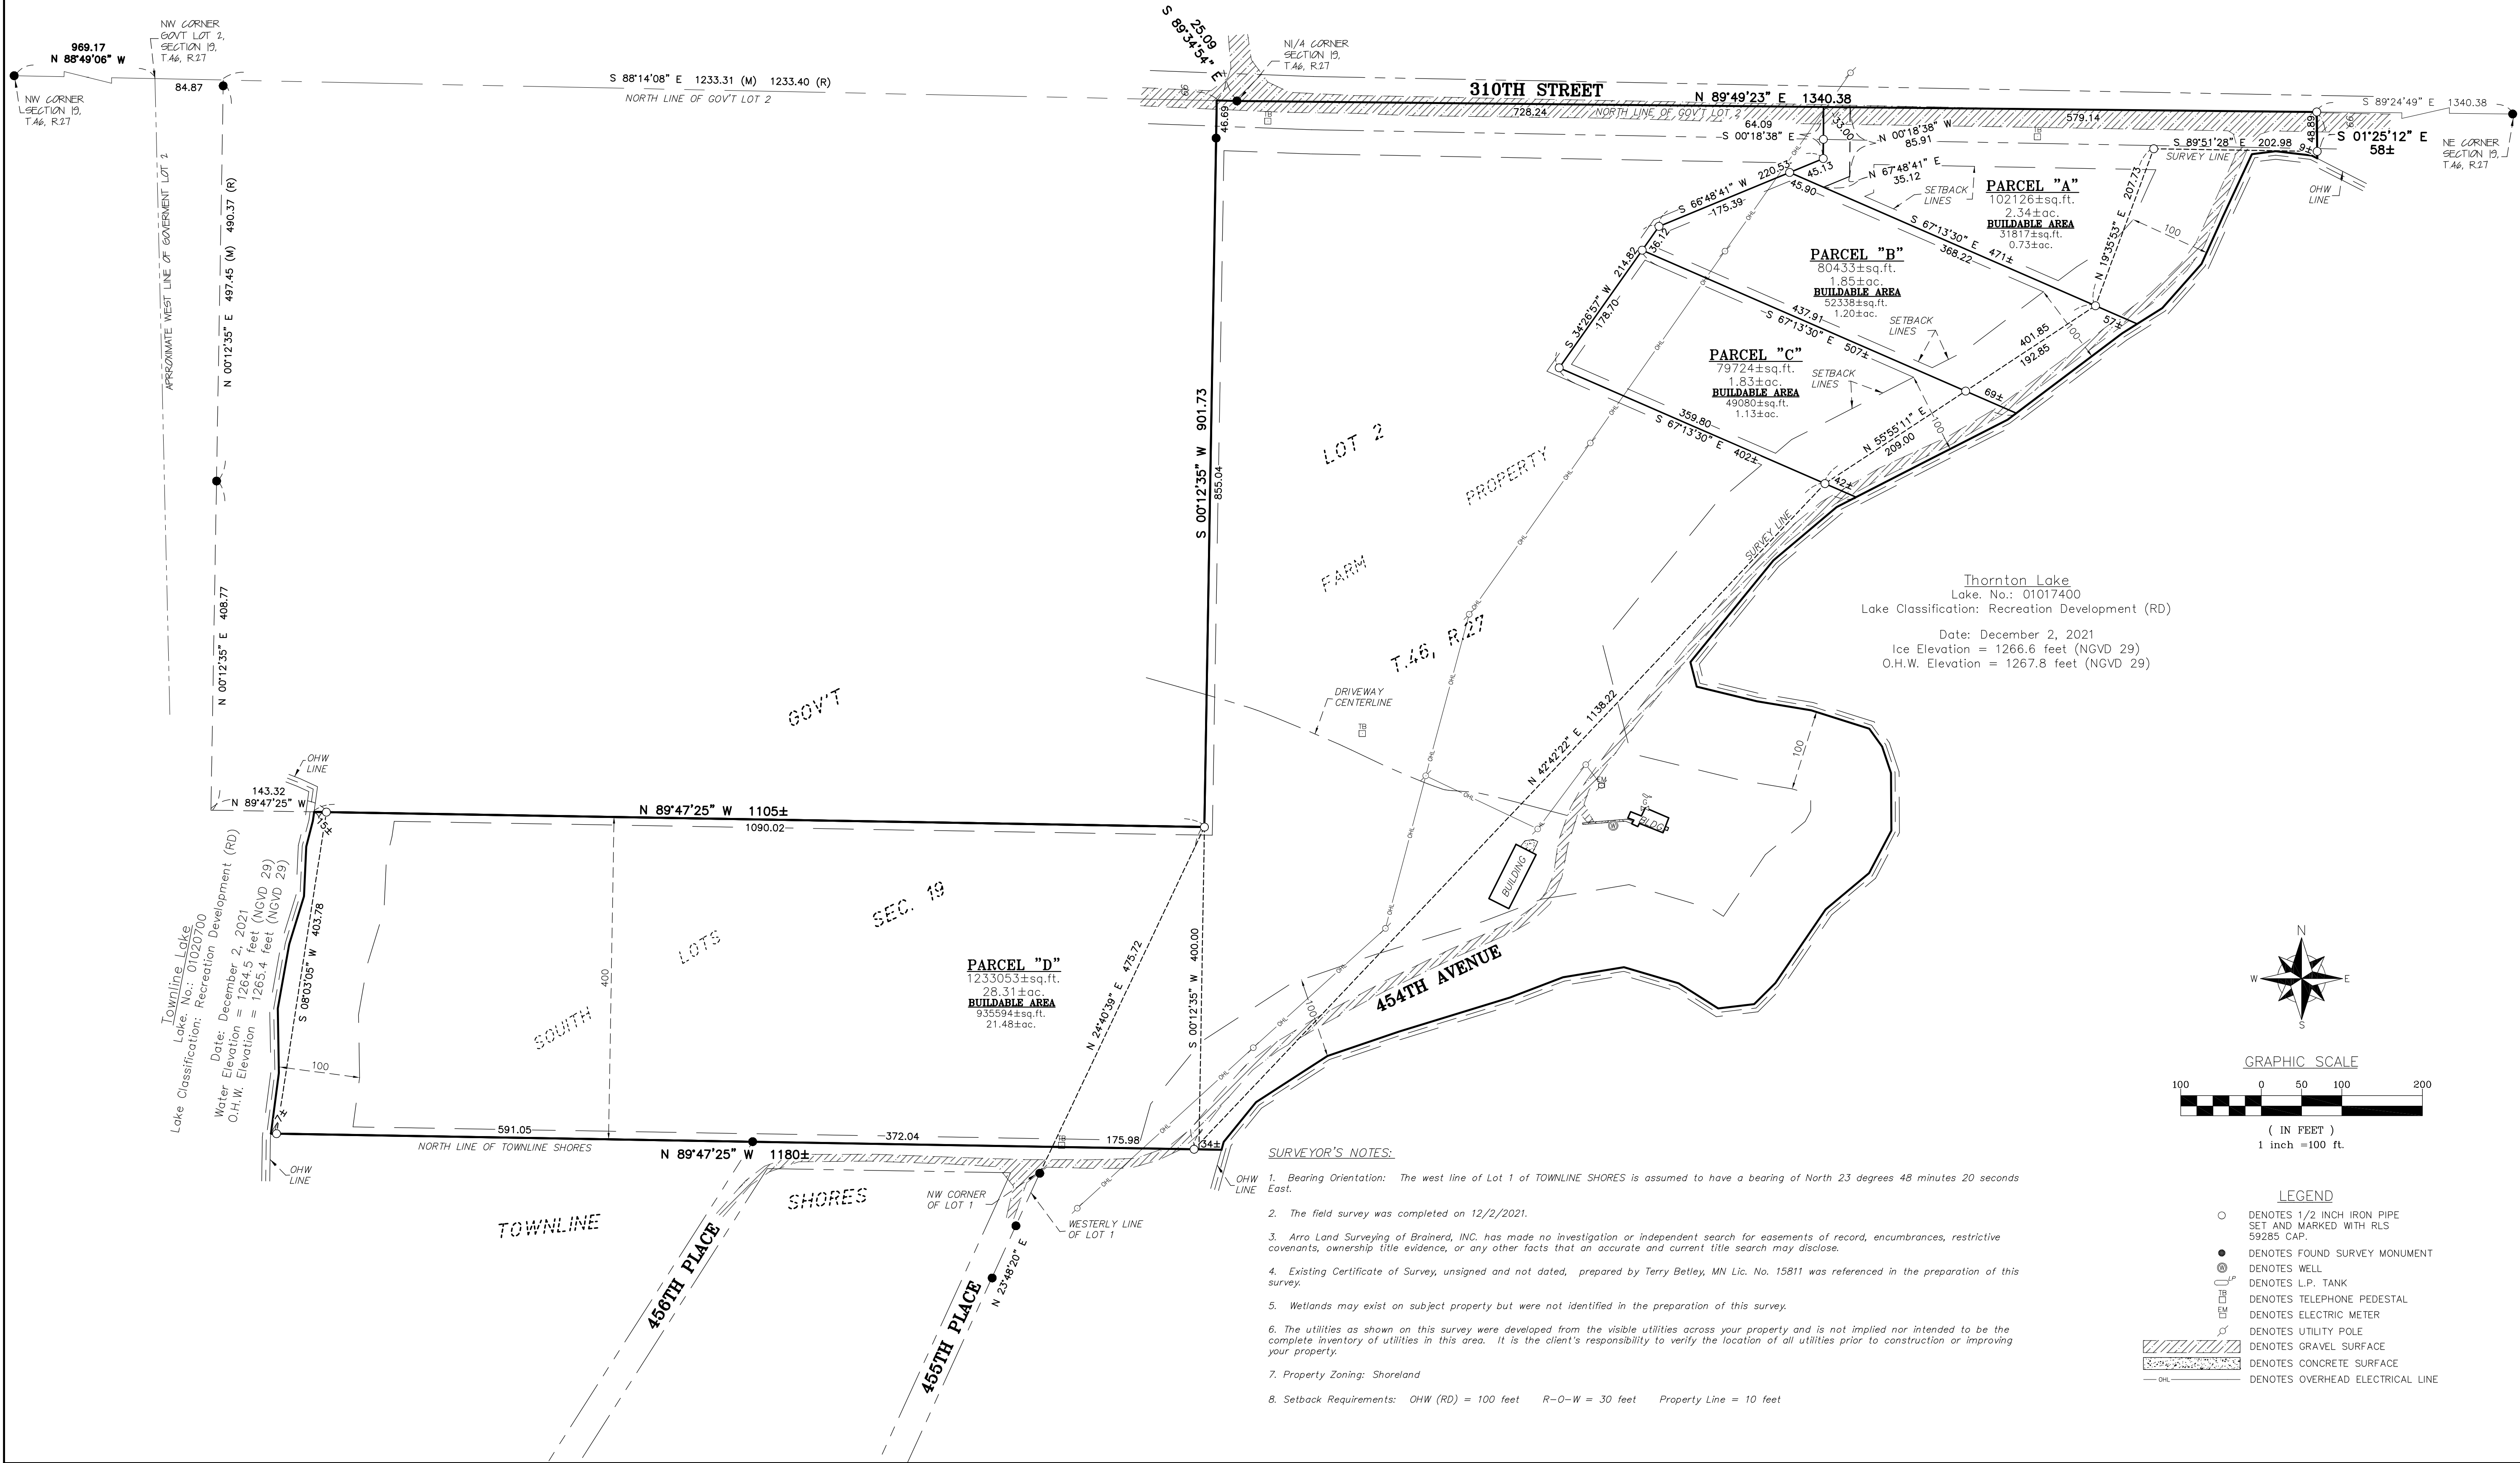 969.17
N 88°49'06" W
NW CORNER
GOV'T LOT 2,
SECTION 19,
T.46, R.27
84.87
NW CORNER
SECTION 19,
T.46, R.27
S 88°14'08" E 1233.31 (M) 1233.40 (R)
NORTH LINE OF GOV'T LOT 2
25.09
S 89°34'54" E
N1/4 CORNER
SECTION 19,
T.46, R.27
66
46.69
TB
310TH STREET
N 89°49'23" E 1340.38
728.24
NORTH LINE OF GOV'T LOT 2
64.09
S 00°18'38" E
33.00
N 00°18'38" W
85.91
579.14
TB
S 89°24'49" E 1340.38
66
48.89
S 01°25'12" E
58±
NE CORNER
SECTION 19,
T.46, R.27
S 89°51'28" E 202.98
SURVEY LINE
9±
OHW
LINE
N 67°48'41" E
35.12
45.13
45.90
S 66°48'41" W 220.53
175.39
SETBACK
LINES
PARCEL "A"
102126±sq.ft.
2.34±ac.
BUILDABLE AREA
31817±sq.ft.
0.73±ac.
N 19°35'53" E 207.73
100
S 67°13'30" E 471±
368.22
36.12
214.82
S 34°26'57" W
178.70
PARCEL "B"
80433±sq.ft.
1.85±ac.
BUILDABLE AREA
52338±sq.ft.
1.20±ac.
SETBACK
LINES
57±
100
401.85
192.85
437.91
S 67°13'30" E 507±
PARCEL "C"
79724±sq.ft.
1.83±ac.
BUILDABLE AREA
49080±sq.ft.
1.13±ac.
SETBACK
LINES
69±
100
N 55°55'11" E
209.00
359.80
S 67°13'30" E 402±
42±
APRROXIMATE WEST LINE OF GOVERMENT LOT 2
N 00°12'35" E 497.45 (M) 490.37 (R)
N 00°12'35" E 408.77
S 00°12'35" W 901.73
855.04
LOT 2
PROPERTY
FARM
T.46, R.27
SURVEY LINE
Thornton Lake
Lake. No.: 01017400
Lake Classification: Recreation Development (RD)
Date: December 2, 2021
Ice Elevation = 1266.6 feet (NGVD 29)
O.H.W. Elevation = 1267.8 feet (NGVD 29)
GOV'T
DRIVEWAY
CENTERLINE
TB
N 42°42'22" E 1138.22
100
EM
W
BLDG
BUILDING
OHL
OHW
LINE
143.32
N 89°47'25" W
15±
N 89°47'25" W 1105±
1090.02
Townline Lake
Lake. No.: 01020700
Lake Classification: Recreation Development (RD)
Date: December 2, 2021
Water Elevation = 1264.5 feet (NGVD 29)
O.H.W. Elevation = 1265.4 feet (NGVD 29)
S 08°03'05" W 403.78
400
SEC. 19
LOTS
SOUTH
PARCEL "D"
1233053±sq.ft.
28.31±ac.
BUILDABLE AREA
935594±sq.ft.
21.48±ac.
N 24°40'39" E 475.72
S 00°12'35" W 400.00
454TH AVENUE
100
100
7±
591.05
NORTH LINE OF TOWNLINE SHORES
372.04
N 89°47'25" W 1180±
TB
175.98
34±
OHW
LINE
OHW
LINE
TOWNLINE
SHORES
NW CORNER
OF LOT 1
WESTERLY LINE
OF LOT 1
456TH PLACE
455TH PLACE
N 23°48'20" E
SURVEYOR'S NOTES:
1. Bearing Orientation: The west line of Lot 1 of TOWNLINE SHORES is assumed to have a bearing of North 23 degrees 48 minutes 20 seconds
East.
2. The field survey was completed on 12/2/2021.
3. Arro Land Surveying of Brainerd, INC. has made no investigation or independent search for easements of record, encumbrances, restrictive
covenants, ownership title evidence, or any other facts that an accurate and current title search may disclose.
4. Existing Certificate of Survey, unsigned and not dated, prepared by Terry Betley, MN Lic. No. 15811 was referenced in the preparation of this
survey.
5. Wetlands may exist on subject property but were not identified in the preparation of this survey.
6. The utilities as shown on this survey were developed from the visible utilities across your property and is not implied nor intended to be the
complete inventory of utilities in this area. It is the client's responsibility to verify the location of all utilities prior to construction or improving
your property.
7. Property Zoning: Shoreland
8. Setback Requirements: OHW (RD) = 100 feet R-O-W = 30 feet Property Line = 10 feet
N
W
E
S
GRAPHIC SCALE
100 0 50 100 200
( IN FEET )
1 inch =100 ft.
LEGEND
DENOTES 1/2 INCH IRON PIPE
SET AND MARKED WITH RLS
59285 CAP.
DENOTES FOUND SURVEY MONUMENT
W DENOTES WELL
LP DENOTES L.P. TANK
TB DENOTES TELEPHONE PEDESTAL
EM DENOTES ELECTRIC METER
DENOTES UTILITY POLE
DENOTES GRAVEL SURFACE
DENOTES CONCRETE SURFACE
OHL DENOTES OVERHEAD ELECTRICAL LINE